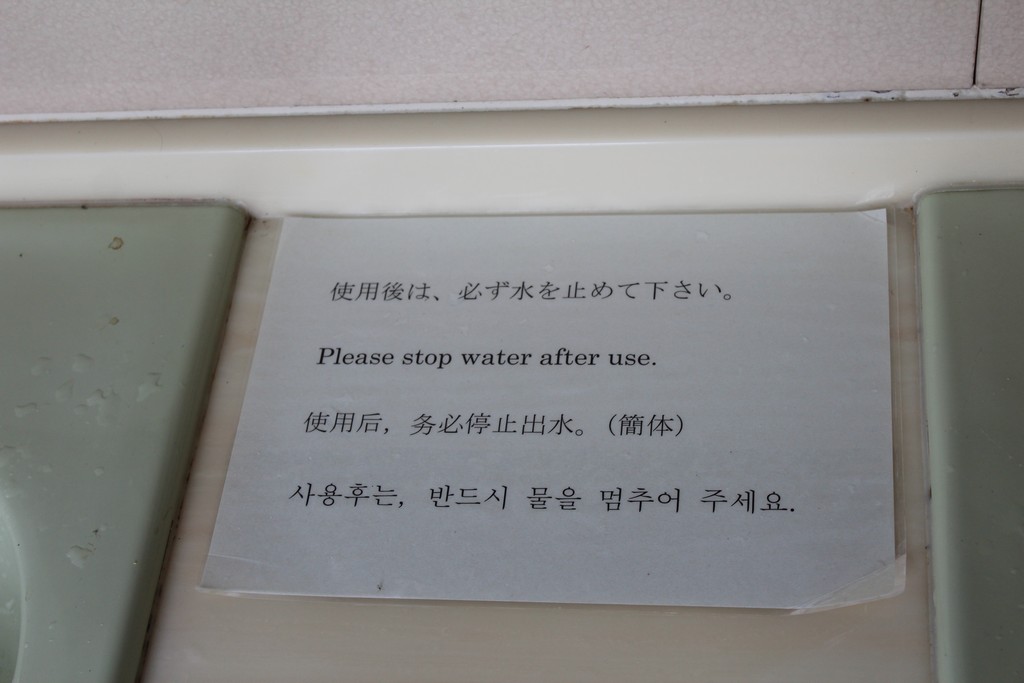 使用後は、必ず水を止めて下さい。
Please stop water after use.
使用后，务必停止出水。（簡体）
사용후는, 반드시 물을 멈추어 주세요.